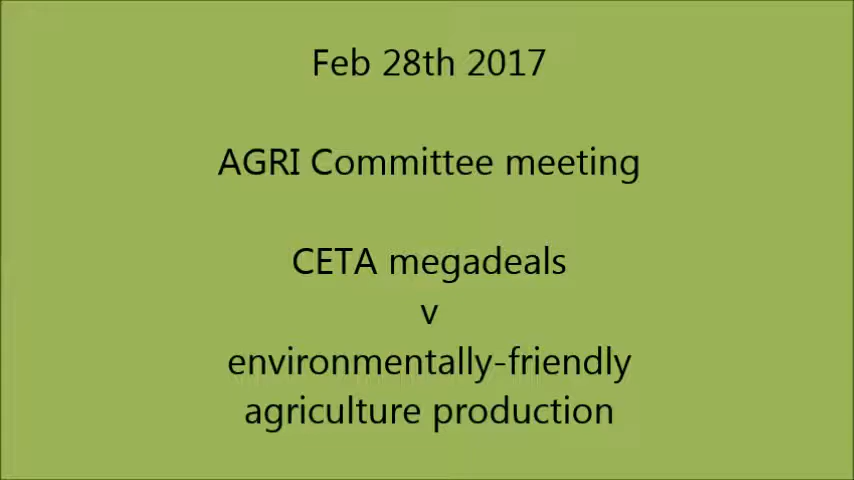 Feb 28th 2017
AGRI Committee meeting
CETA megadeals
v
environmentally-friendly
agriculture production